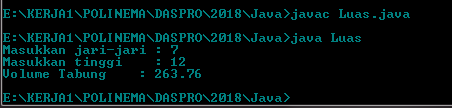 E:\KERJA1\POLINEMA\DASPRO\2018\Java>javac Luas.java
E:\KERJA1\POLINEMA\DASPRO\2018\Java>java Luas
Masukkan jari-jari : 7
Masukkan tinggi    : 12
Volume Tabung    : 263.76
E:\KERJA1\POLINEMA\DASPRO\2018\Java>